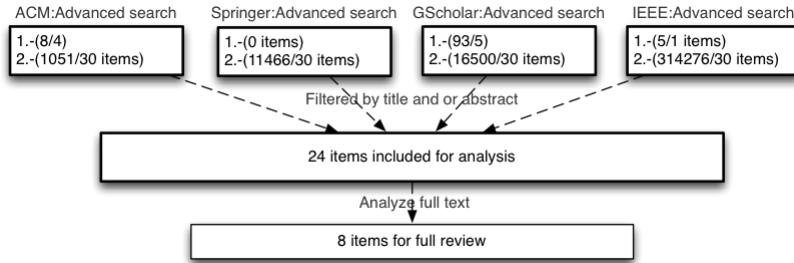 ACM:Advanced search
Springer:Advanced search
GScholar:Advanced search
IEEE:Advanced search
1.-(8/4)
2.-(1051/30 items)
1.-(0 items)
2.-(11466/30 items)
1.-(93/5)
2.-(16500/30 items)
1.-(5/1 items)
2.-(314276/30 items)
Filtered by title and or abstract
24 items included for analysis
Analyze full text
8 items for full review